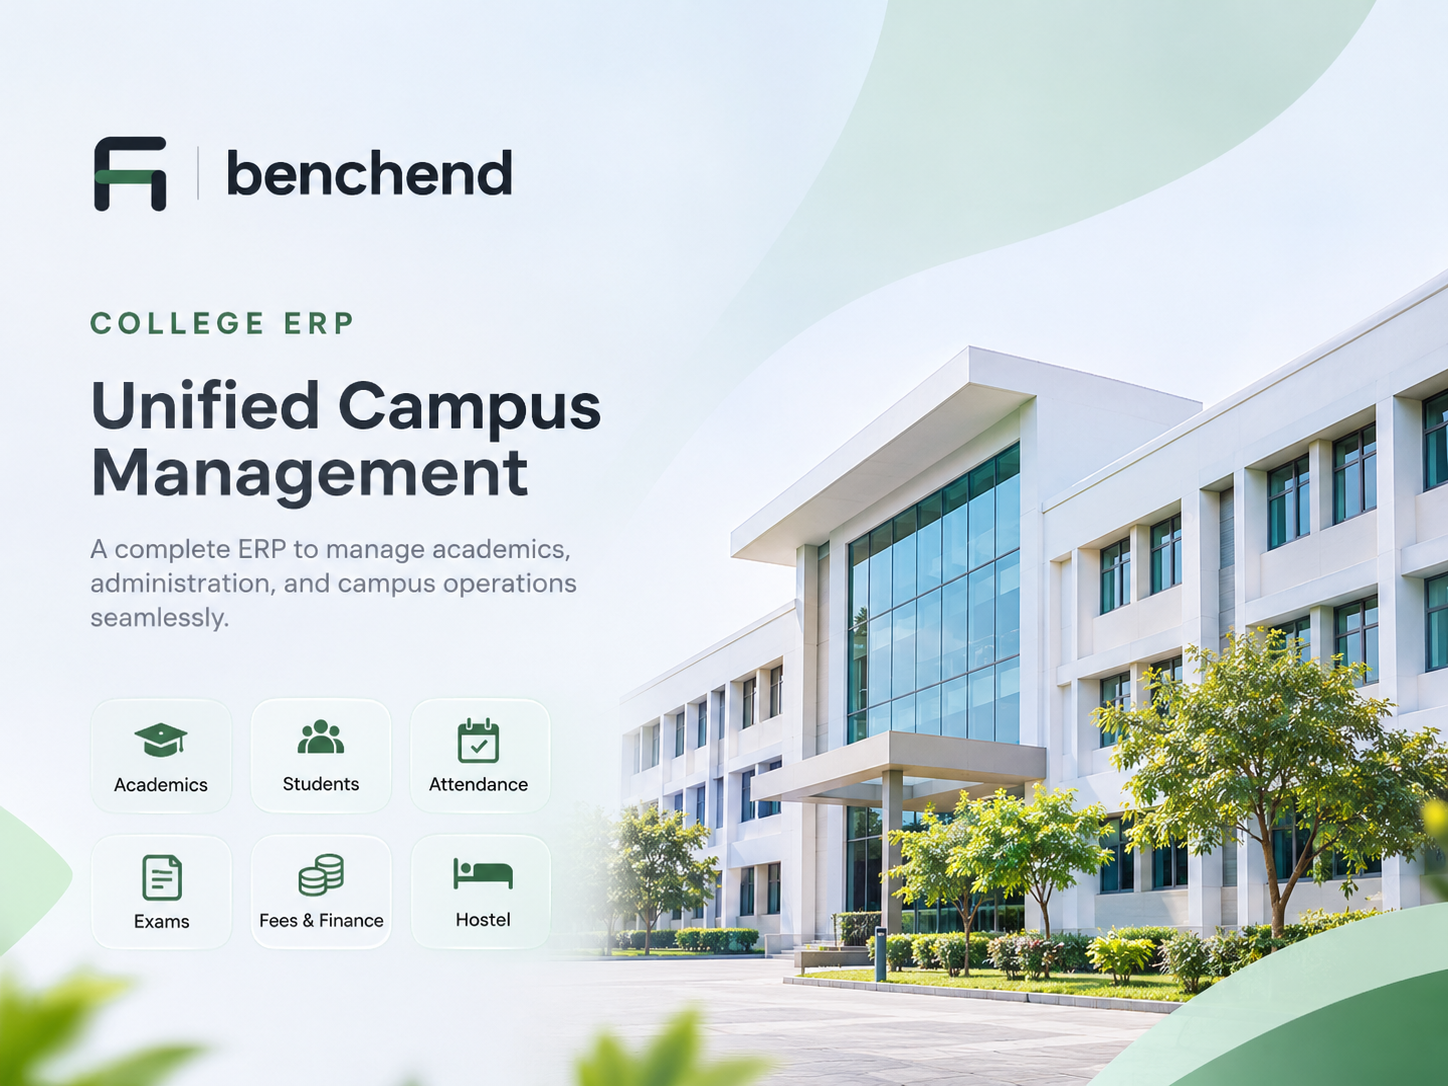 benchend
COLLEGE ERP
Unified Campus
Management
A complete ERP to manage academics,
administration, and campus operations
seamlessly.
Academics
Students
Attendance
Exams
Fees & Finance
Hostel